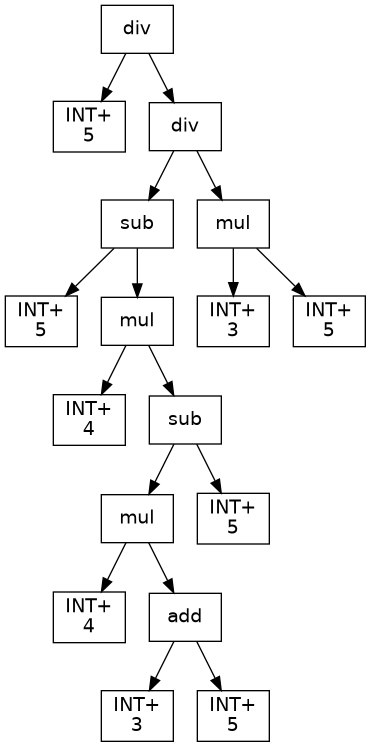 div
INT+
5
div
sub
mul
INT+
5
mul
INT+
3
INT+
5
INT+
4
sub
mul
INT+
5
INT+
4
add
INT+
3
INT+
5